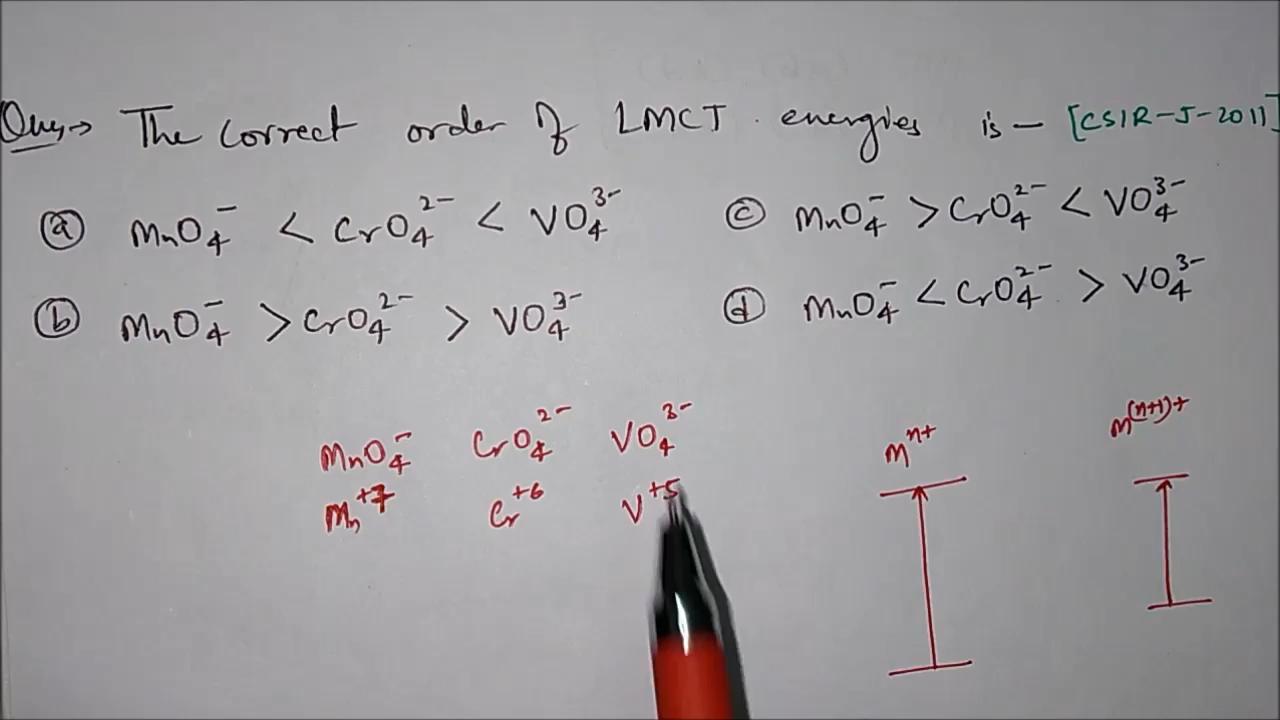 Ques→ The correct order of LMCT energies is — [CSIR-J-2011]
(a) MnO₄⁻ < CrO₄²⁻ < VO₄³⁻
(c) MnO₄⁻ > CrO₄²⁻ < VO₄³⁻
(b) MnO₄⁻ > CrO₄²⁻ > VO₄³⁻
(d) MnO₄⁻ < CrO₄²⁻ > VO₄³⁻
MnO₄⁻ CrO₄²⁻ VO₄³⁻
Mn⁺⁷ Cr⁺⁶ V⁺⁵
Mⁿ⁺
M⁽ⁿ⁺¹⁾⁺